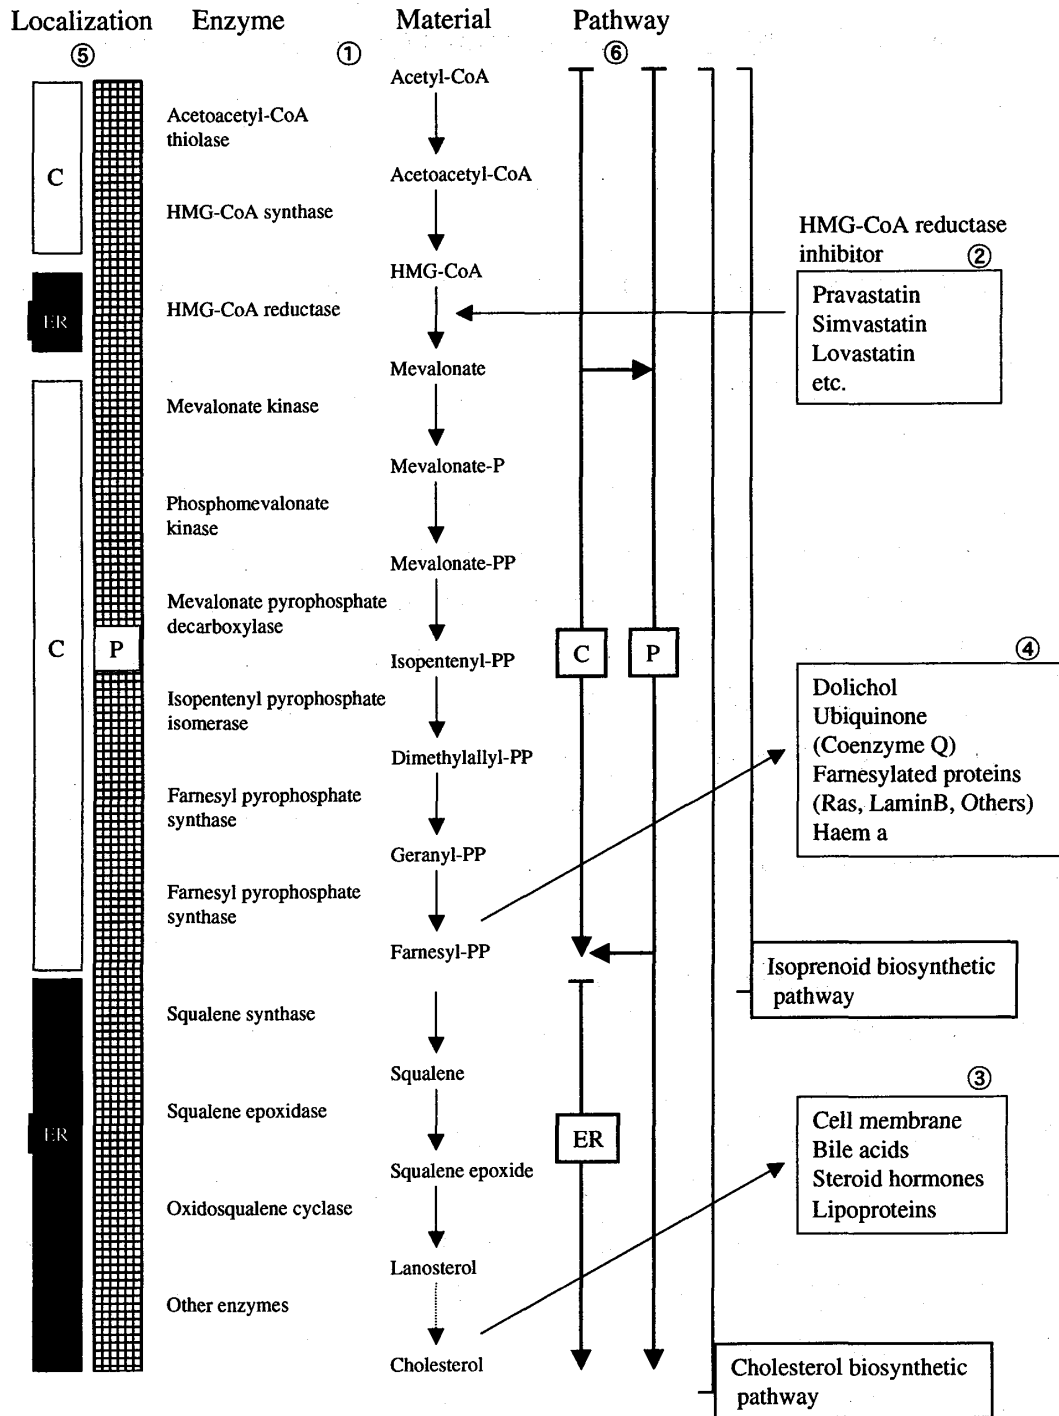 Localization Enzyme Material Pathway
⑤ ① ⑥
Acetyl-CoA
Acetoacetyl-CoA
thiolase
C
Acetoacetyl-CoA
HMG-CoA synthase
HMG-CoA reductase
inhibitor ②
HMG-CoA
Pravastatin
Simvastatin
Lovastatin
etc.
ER
HMG-CoA reductase
Mevalonate
Mevalonate kinase
Mevalonate-P
Phosphomevalonate
kinase
Mevalonate-PP
Mevalonate pyrophosphate
decarboxylase
C P
Isopentenyl-PP
C P
④
Dolichol
Ubiquinone
(Coenzyme Q)
Farnesylated proteins
(Ras, LaminB, Others)
Haem a
Isopentenyl pyrophosphate
isomerase
Dimethylallyl-PP
Farnesyl pyrophosphate
synthase
Geranyl-PP
Farnesyl pyrophosphate
synthase
Farnesyl-PP
Isoprenoid biosynthetic
pathway
Squalene synthase
Squalene
③
Cell membrane
Bile acids
Steroid hormones
Lipoproteins
Squalene epoxidase
ER
ER
Squalene epoxide
Oxidosqualene cyclase
Lanosterol
Other enzymes
Cholesterol
Cholesterol biosynthetic
pathway